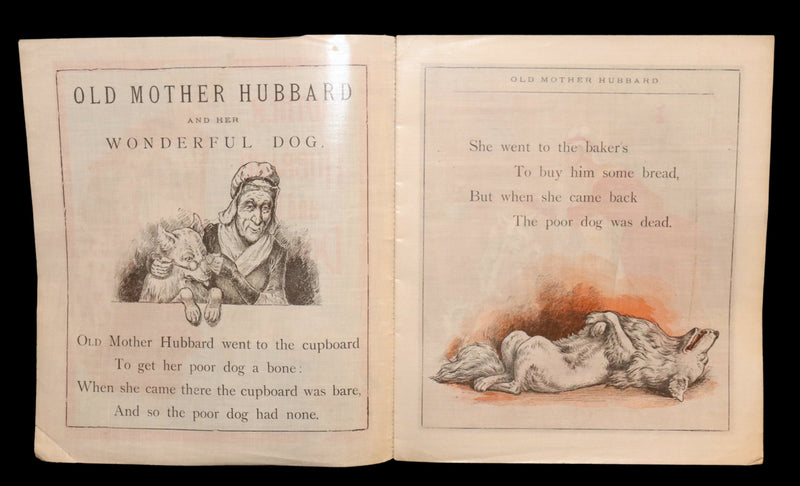 OLD MOTHER HUBBARD
AND HER
WONDERFUL DOG.
OLD Mother Hubbard went to the cupboard
To get her poor dog a bone:
When she came there the cupboard was bare,
And so the poor dog had none.
OLD MOTHER HUBBARD.
She went to the baker's
To buy him some bread,
But when she came back
The poor dog was dead.